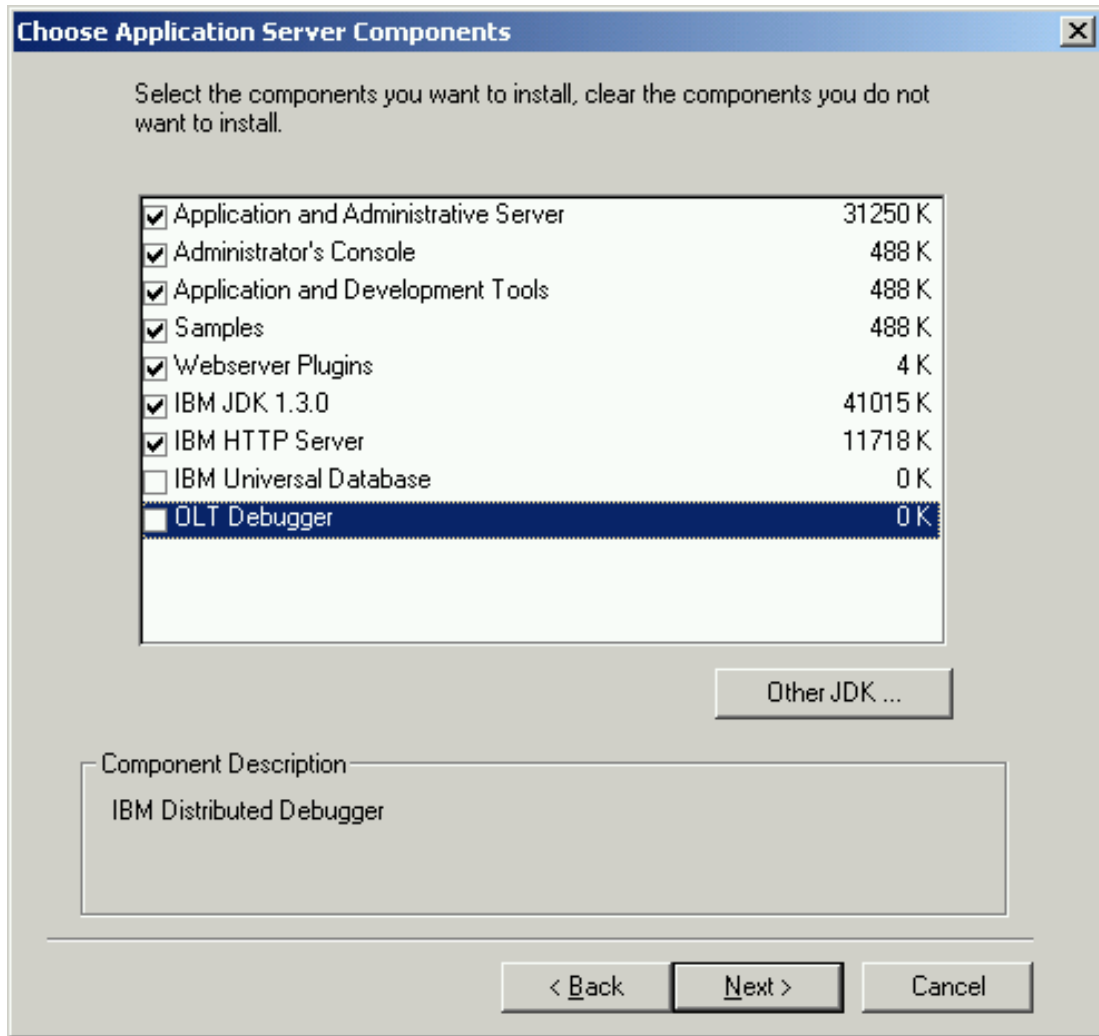 Choose Application Server Components
Select the components you want to install, clear the components you do not
want to install.
Application and Administrative Server 31250 K
Administrator's Console 488 K
Application and Development Tools 488 K
Samples 488 K
Webserver Plugins 4 K
IBM JDK 1.3.0 41015 K
IBM HTTP Server 11718 K
IBM Universal Database 0 K
OLT Debugger 0 K
Other JDK ...
Component Description
IBM Distributed Debugger
< Back Next > Cancel